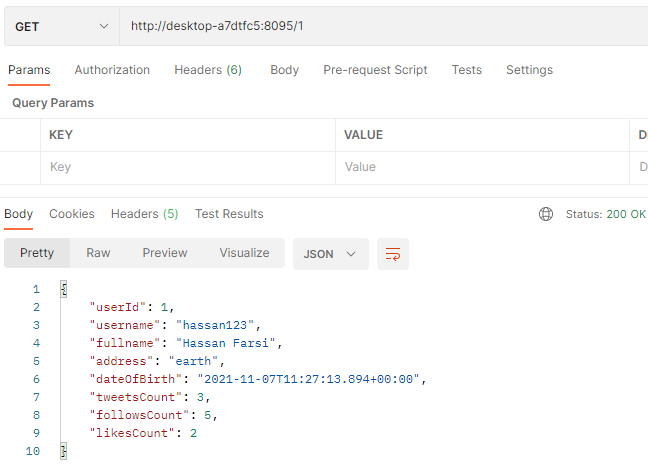 GET http://desktop-a7dtfc5:8095/1
Params Authorization Headers (6) Body Pre-request Script Tests Settings
Query Params
KEY VALUE
Key Value
Body Cookies Headers (5) Test Results Status: 200 OK
Pretty Raw Preview Visualize JSON
1 {
2 "userId": 1,
3 "username": "hassan123",
4 "fullname": "Hassan Farsi",
5 "address": "earth",
6 "dateOfBirth": "2021-11-07T11:27:13.894+00:00",
7 "tweetsCount": 3,
8 "followsCount": 5,
9 "likesCount": 2
10 }